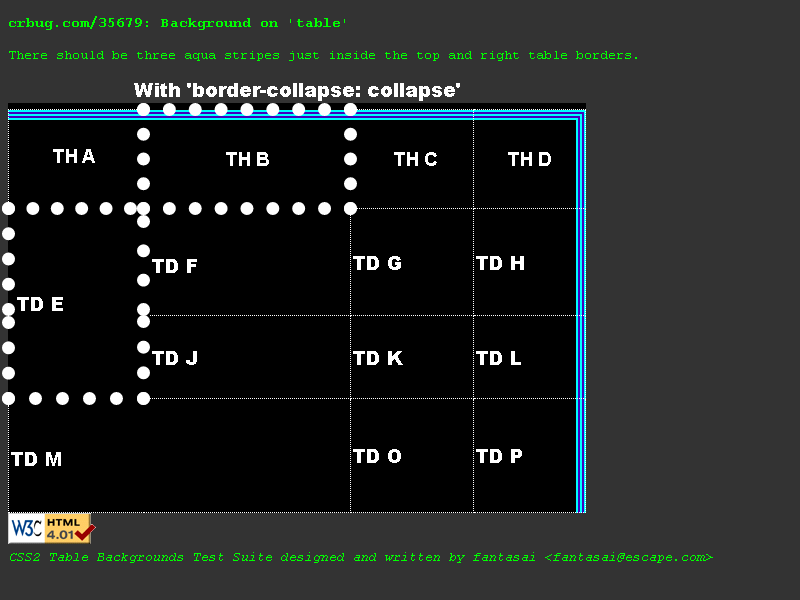 crbug.com/35679: Background on 'table'
There should be three aqua stripes just inside the top and right table borders.
With 'border-collapse: collapse'
TH A TH B TH C TH D
TD F TD G TD H
TD E
TD J TD K TD L
TD M TD O TD P
W3C HTML 4.01
CSS2 Table Backgrounds Test Suite designed and written by fantasai <fantasai@escape.com>